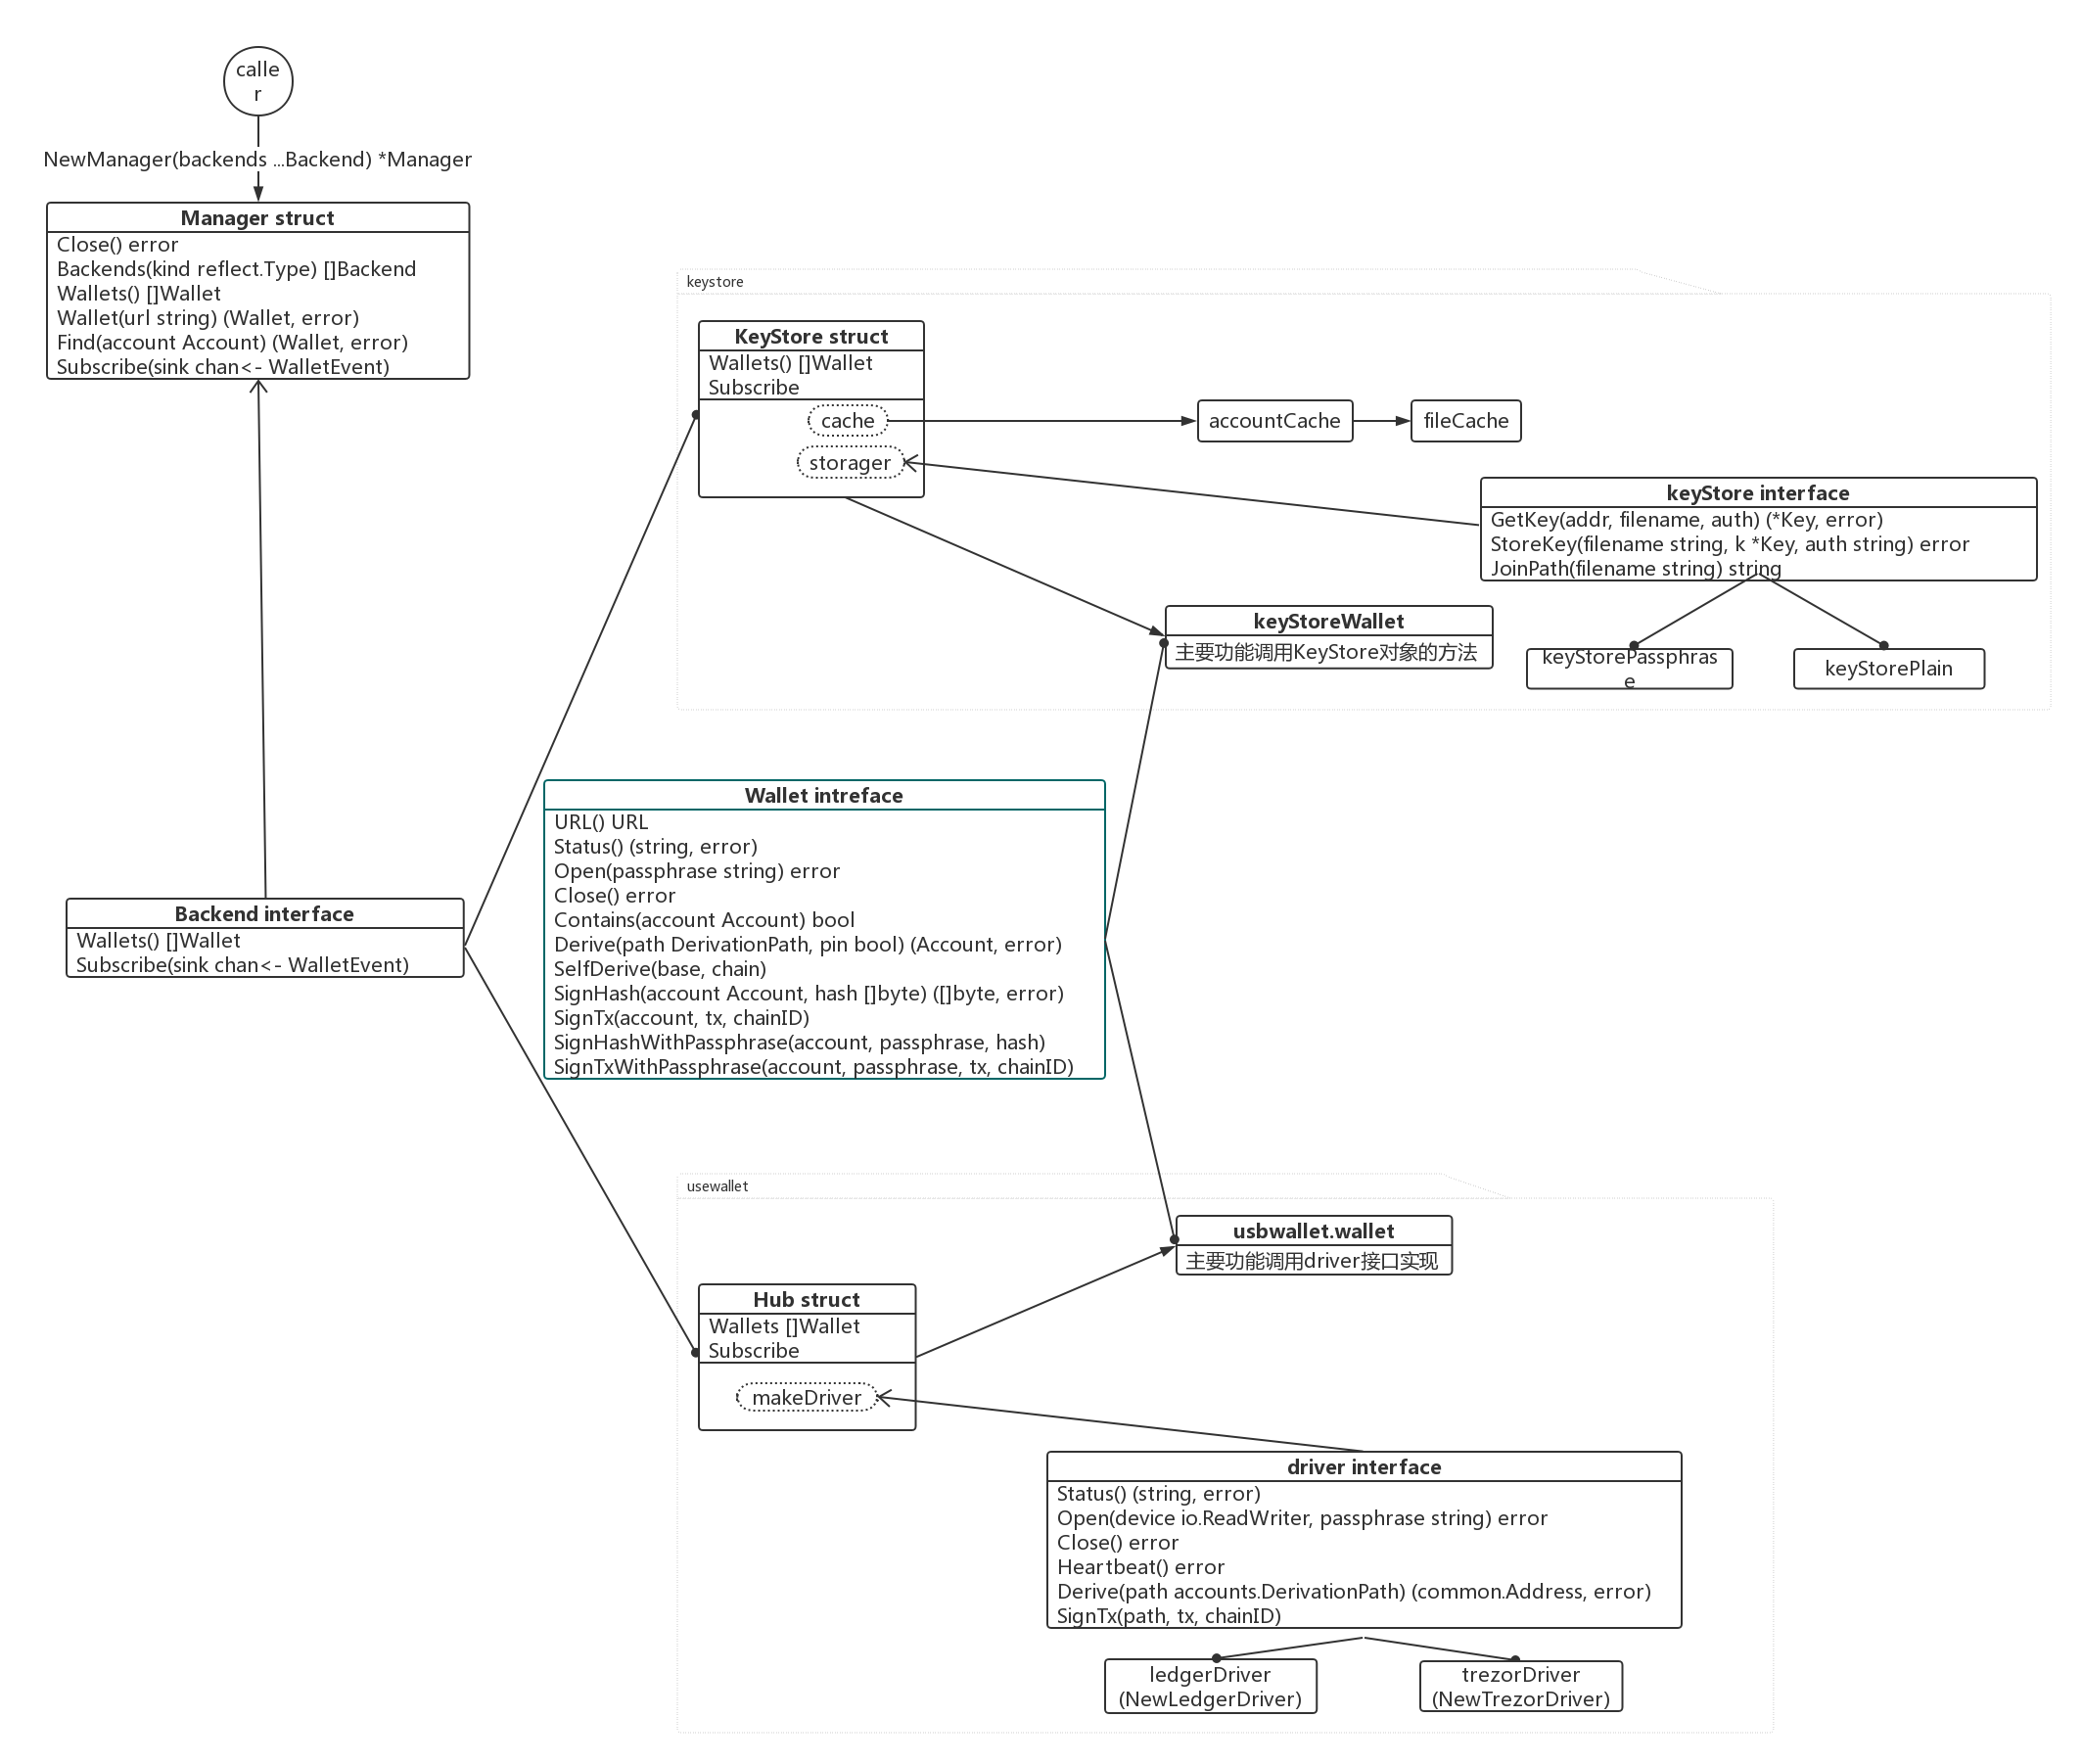 calle
r
NewManager(backends ...Backend) *Manager
Manager struct
Close() error
Backends(kind reflect.Type) []Backend
Wallets() []Wallet
Wallet(url string) (Wallet, error)
Find(account Account) (Wallet, error)
Subscribe(sink chan<- WalletEvent)
keystore
KeyStore struct
Wallets() []Wallet
Subscribe
cache
storager
accountCache
fileCache
keyStore interface
GetKey(addr, filename, auth) (*Key, error)
StoreKey(filename string, k *Key, auth string) error
JoinPath(filename string) string
keyStoreWallet
主要功能调用KeyStore对象的方法
keyStorePassphras
e
keyStorePlain
Wallet intreface
URL() URL
Status() (string, error)
Open(passphrase string) error
Close() error
Contains(account Account) bool
Derive(path DerivationPath, pin bool) (Account, error)
SelfDerive(base, chain)
SignHash(account Account, hash []byte) ([]byte, error)
SignTx(account, tx, chainID)
SignHashWithPassphrase(account, passphrase, hash)
SignTxWithPassphrase(account, passphrase, tx, chainID)
Backend interface
Wallets() []Wallet
Subscribe(sink chan<- WalletEvent)
usewallet
usbwallet.wallet
主要功能调用driver接口实现
Hub struct
Wallets []Wallet
Subscribe
makeDriver
driver interface
Status() (string, error)
Open(device io.ReadWriter, passphrase string) error
Close() error
Heartbeat() error
Derive(path accounts.DerivationPath) (common.Address, error)
SignTx(path, tx, chainID)
ledgerDriver
(NewLedgerDriver)
trezorDriver
(NewTrezorDriver)